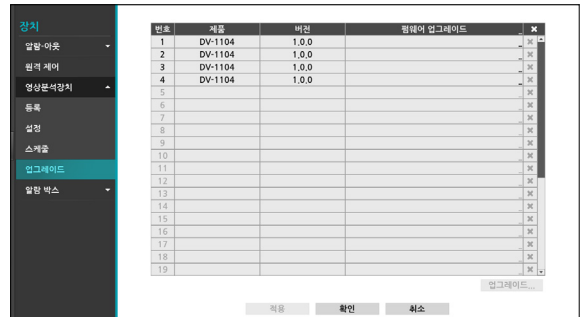 장치
알람-아웃
원격 제어
영상분석장치
등록
설정
스케줄
업그레이드
알람 박스
번호 제품 버전 펌웨어 업그레이드 ...
1 DV-1104 1.0.0 ...
2 DV-1104 1.0.0 ...
3 DV-1104 1.0.0 ...
4 DV-1104 1.0.0 ...
5 ...
6 ...
7 ...
8 ...
9 ...
10 ...
11 ...
12 ...
13 ...
14 ...
15 ...
16 ...
17 ...
18 ...
19 ...
업그레이드...
적용 확인 취소